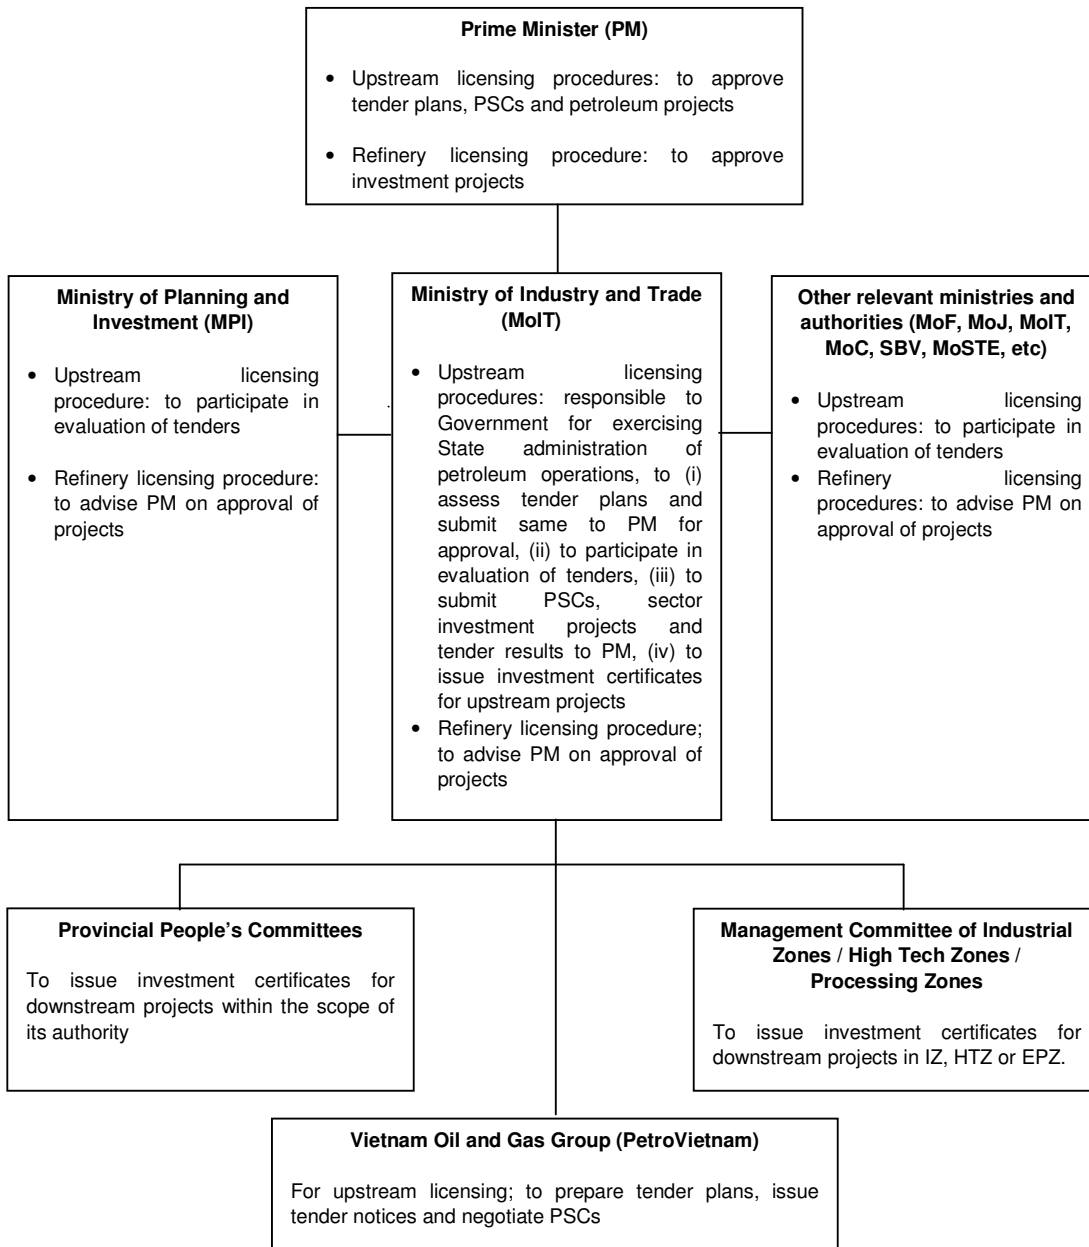 Prime Minister (PM)
• Upstream licensing procedures: to approve
tender plans, PSCs and petroleum projects
• Refinery licensing procedure: to approve
investment projects
Ministry of Planning and
Investment (MPI)
• Upstream licensing
procedure: to participate in
evaluation of tenders
• Refinery licensing procedure:
to advise PM on approval of
projects
Ministry of Industry and Trade
(MoIT)
• Upstream licensing
procedures: responsible to
Government for exercising
State administration of
petroleum operations, to (i)
assess tender plans and
submit same to PM for
approval, (ii) to participate in
evaluation of tenders, (iii) to
submit PSCs, sector
investment projects and
tender results to PM, (iv) to
issue investment certificates
for upstream projects
• Refinery licensing procedure;
to advise PM on approval of
projects
Other relevant ministries and
authorities (MoF, MoJ, MoIT,
MoC, SBV, MoSTE, etc)
• Upstream licensing
procedures: to participate in
evaluation of tenders
• Refinery licensing
procedures: to advise PM on
approval of projects
Provincial People's Committees
To issue investment certificates for
downstream projects within the scope of
its authority
Management Committee of Industrial
Zones / High Tech Zones /
Processing Zones
To issue investment certificates for
downstream projects in IZ, HTZ or EPZ.
Vietnam Oil and Gas Group (PetroVietnam)
For upstream licensing; to prepare tender plans, issue
tender notices and negotiate PSCs